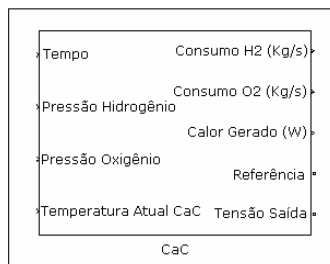 Tempo
Consumo H2 (Kg/s)
Pressão Hidrogênio
Consumo O2 (Kg/s)
Calor Gerado (W)
Pressão Oxigênio
Referência
Temperatura Atual CaC
Tensão Saída
CaC